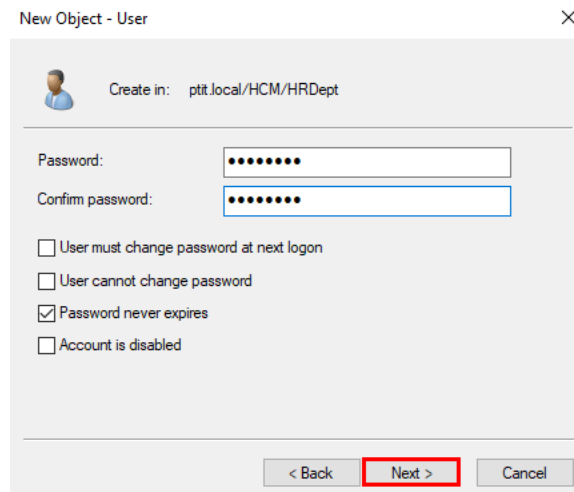 New Object - User
Create in: ptit.local/HCM/HRDept
Password: ●●●●●●●●
Confirm password: ●●●●●●●●
User must change password at next logon
User cannot change password
Password never expires
Account is disabled
< Back Next > Cancel